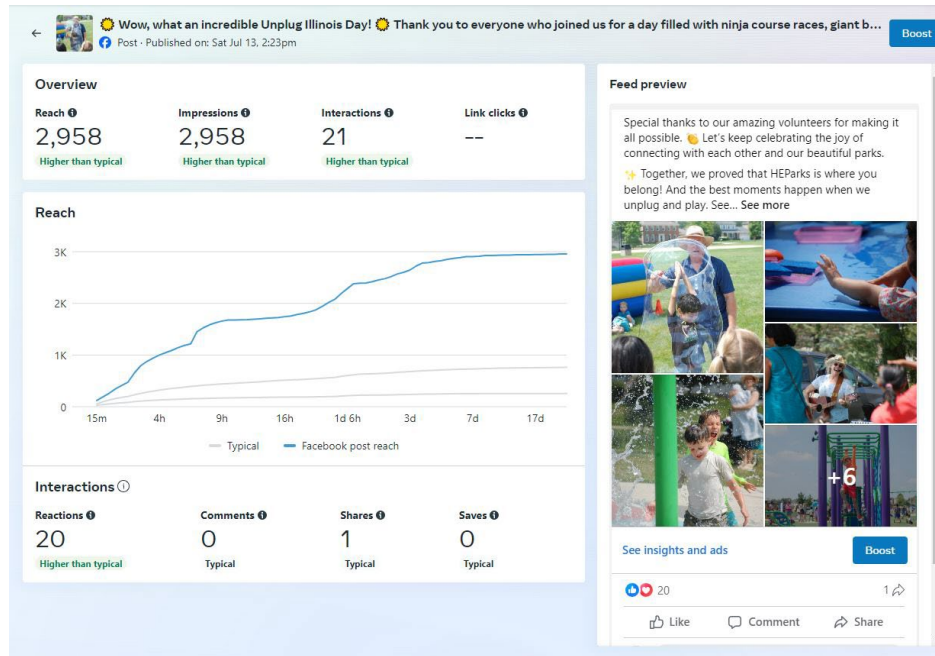 🌞 Wow, what an incredible Unplug Illinois Day! 🌞 Thank you to everyone who joined us for a day filled with ninja course races, giant b...
Post · Published on: Sat Jul 13, 2:23pm
Boost
Overview
Reach
Impressions
Interactions
Link clicks
2,958
2,958
21
--
Higher than typical
Higher than typical
Higher than typical
Reach
3K
2K
1K
0
15m 4h 9h 16h 1d 6h 3d 7d 17d
Typical Facebook post reach
Interactions
Reactions
Comments
Shares
Saves
20
0
1
0
Higher than typical
Typical
Typical
Typical
Feed preview
Special thanks to our amazing volunteers for making it
all possible. 👏 Let's keep celebrating the joy of
connecting with each other and our beautiful parks.
✨ Together, we proved that HEParks is where you
belong! And the best moments happen when we
unplug and play. See... See more
+6
See insights and ads
Boost
20
1
Like
Comment
Share